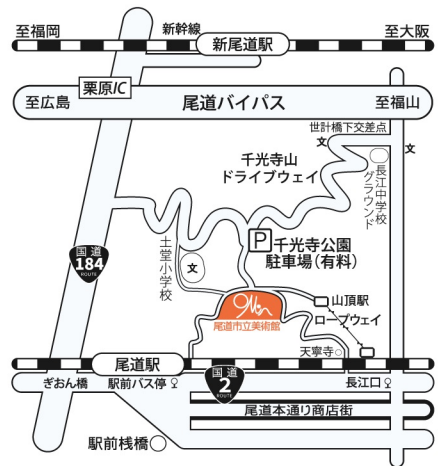 至福岡
新幹線
新尾道駅
至大阪
栗原IC
至広島
尾道バイパス
至福山
世計橋下交差点
文
文
千光寺山
ドライブウェイ
長江中学校
グラウンド
P
千光寺公園
駐車場(有料)
土堂小学校
文
国道
184
ROUTE
山頂駅
ロープウェイ
尾道市立美術館
天寧寺
尾道駅
国道
2
ROUTE
ぎおん橋
駅前バス停
長江口
尾道本通り商店街
駅前桟橋